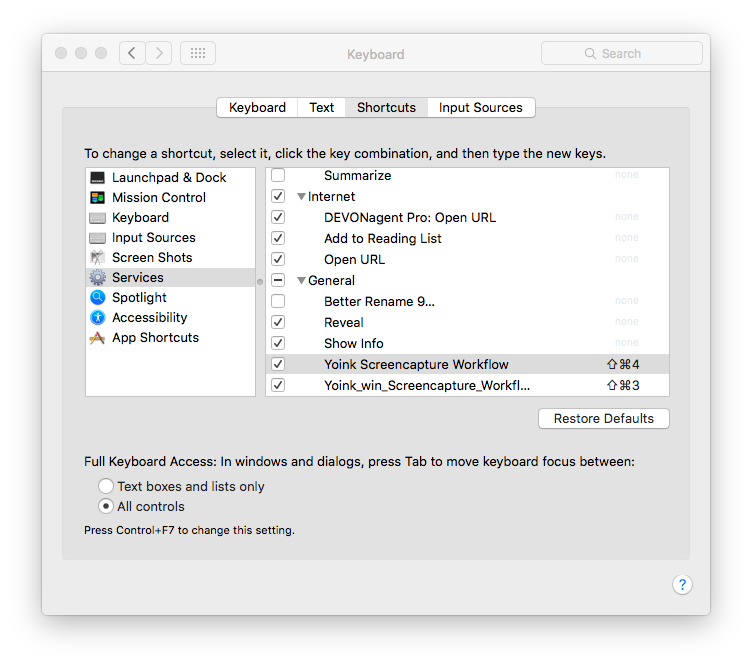 Keyboard
Search
Keyboard Text Shortcuts Input Sources
To change a shortcut, select it, click the key combination, and then type the new keys.
Launchpad & Dock
Mission Control
Keyboard
Input Sources
Screen Shots
Services
Spotlight
Accessibility
App Shortcuts
Summarize none
Internet
DEVONagent Pro: Open URL none
Add to Reading List none
Open URL none
General
Better Rename 9... none
Reveal none
Show Info none
Yoink Screencapture Workflow ⇧⌘4
Yoink_win_Screencapture_Workfl... ⇧⌘3
Restore Defaults
Full Keyboard Access: In windows and dialogs, press Tab to move keyboard focus between:
Text boxes and lists only
All controls
Press Control+F7 to change this setting.
?